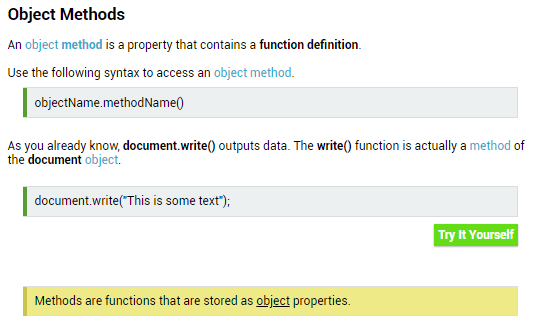 Object Methods
An object method is a property that contains a function definition.
Use the following syntax to access an object method.
objectName.methodName()
As you already know, document.write() outputs data. The write() function is actually a method of
the document object.
document.write("This is some text");
Try It Yourself
Methods are functions that are stored as object properties.